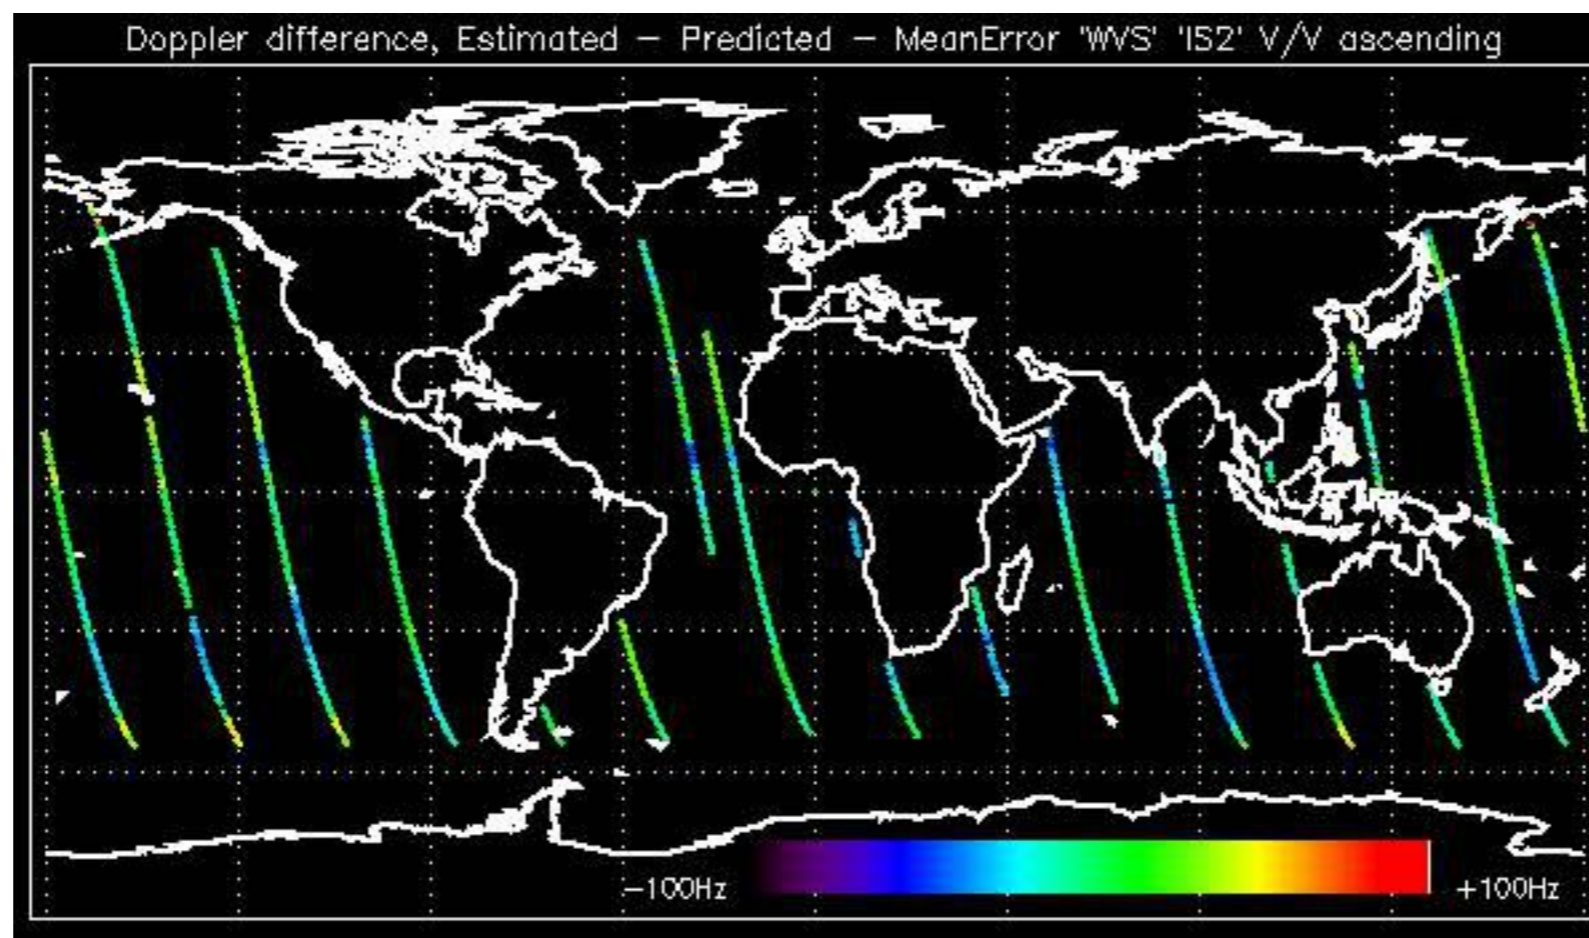 Doppler difference, Estimated – Predicted – MeanError 'WVS' 'IS2' V/V ascending
–100Hz
+100Hz